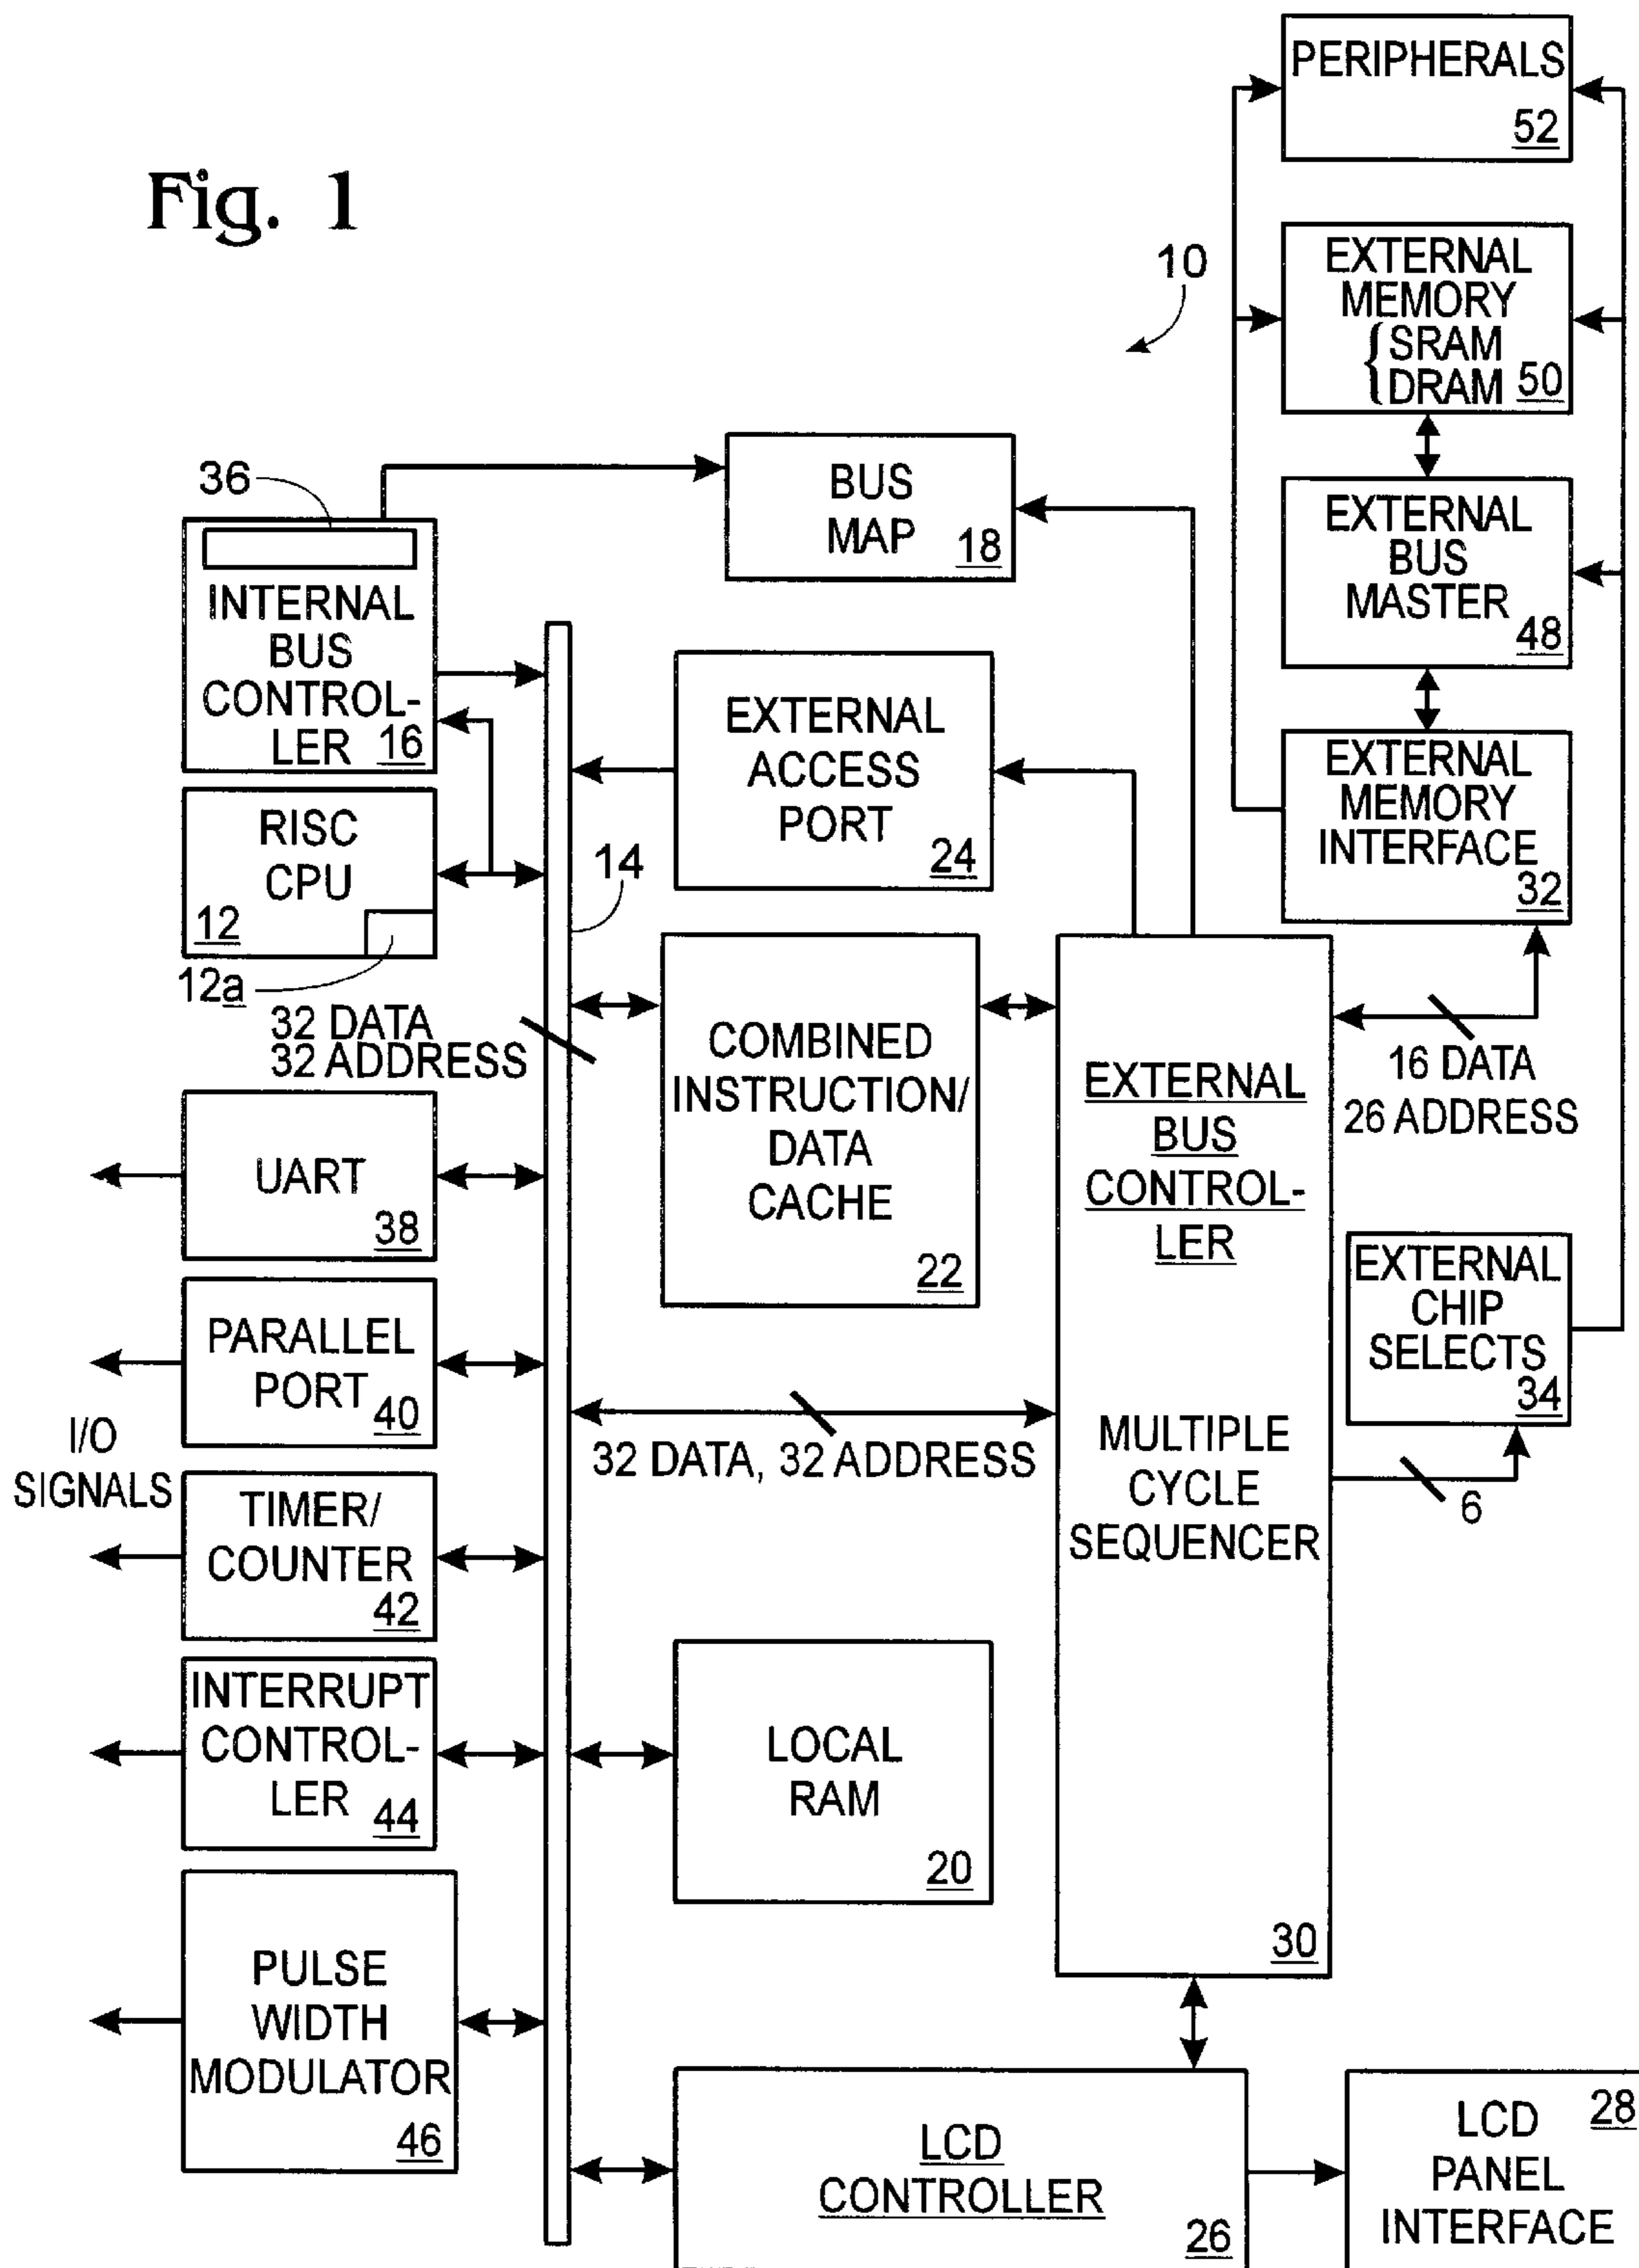 Fig. 1
10
PERIPHERALS
52
EXTERNAL
MEMORY
{SRAM
DRAM
50
EXTERNAL
BUS
MASTER
48
EXTERNAL
MEMORY
INTERFACE
32
BUS
MAP
18
36
INTERNAL
BUS
CONTROL-
LER 16
RISC
CPU
12
12a
14
EXTERNAL
ACCESS
PORT
24
32 DATA
32 ADDRESS
COMBINED
INSTRUCTION/
DATA
CACHE
22
EXTERNAL
BUS
CONTROL-
LER
MULTIPLE
CYCLE
SEQUENCER
30
16 DATA
26 ADDRESS
EXTERNAL
CHIP
SELECTS
34
6
32 DATA, 32 ADDRESS
UART
38
PARALLEL
PORT
40
I/O
SIGNALS
TIMER/
COUNTER
42
INTERRUPT
CONTROL-
LER 44
LOCAL
RAM
20
PULSE
WIDTH
MODULATOR
46
LCD
CONTROLLER
26
28
LCD
PANEL
INTERFACE